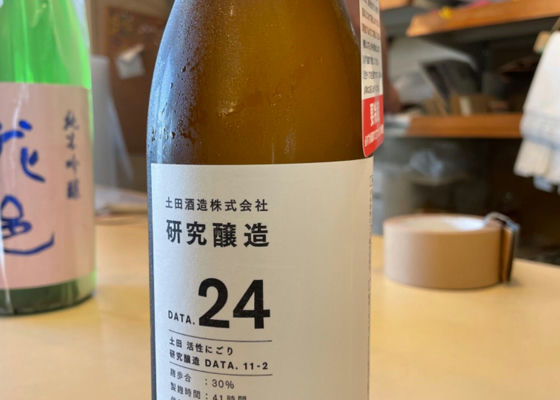 土田酒造株式会社
研究醸造
DATA.24
土田 活性にごり
研究醸造 DATA. 11-2
精歩合 :30%
製麹時間:41時間
純米吟醸
花邑